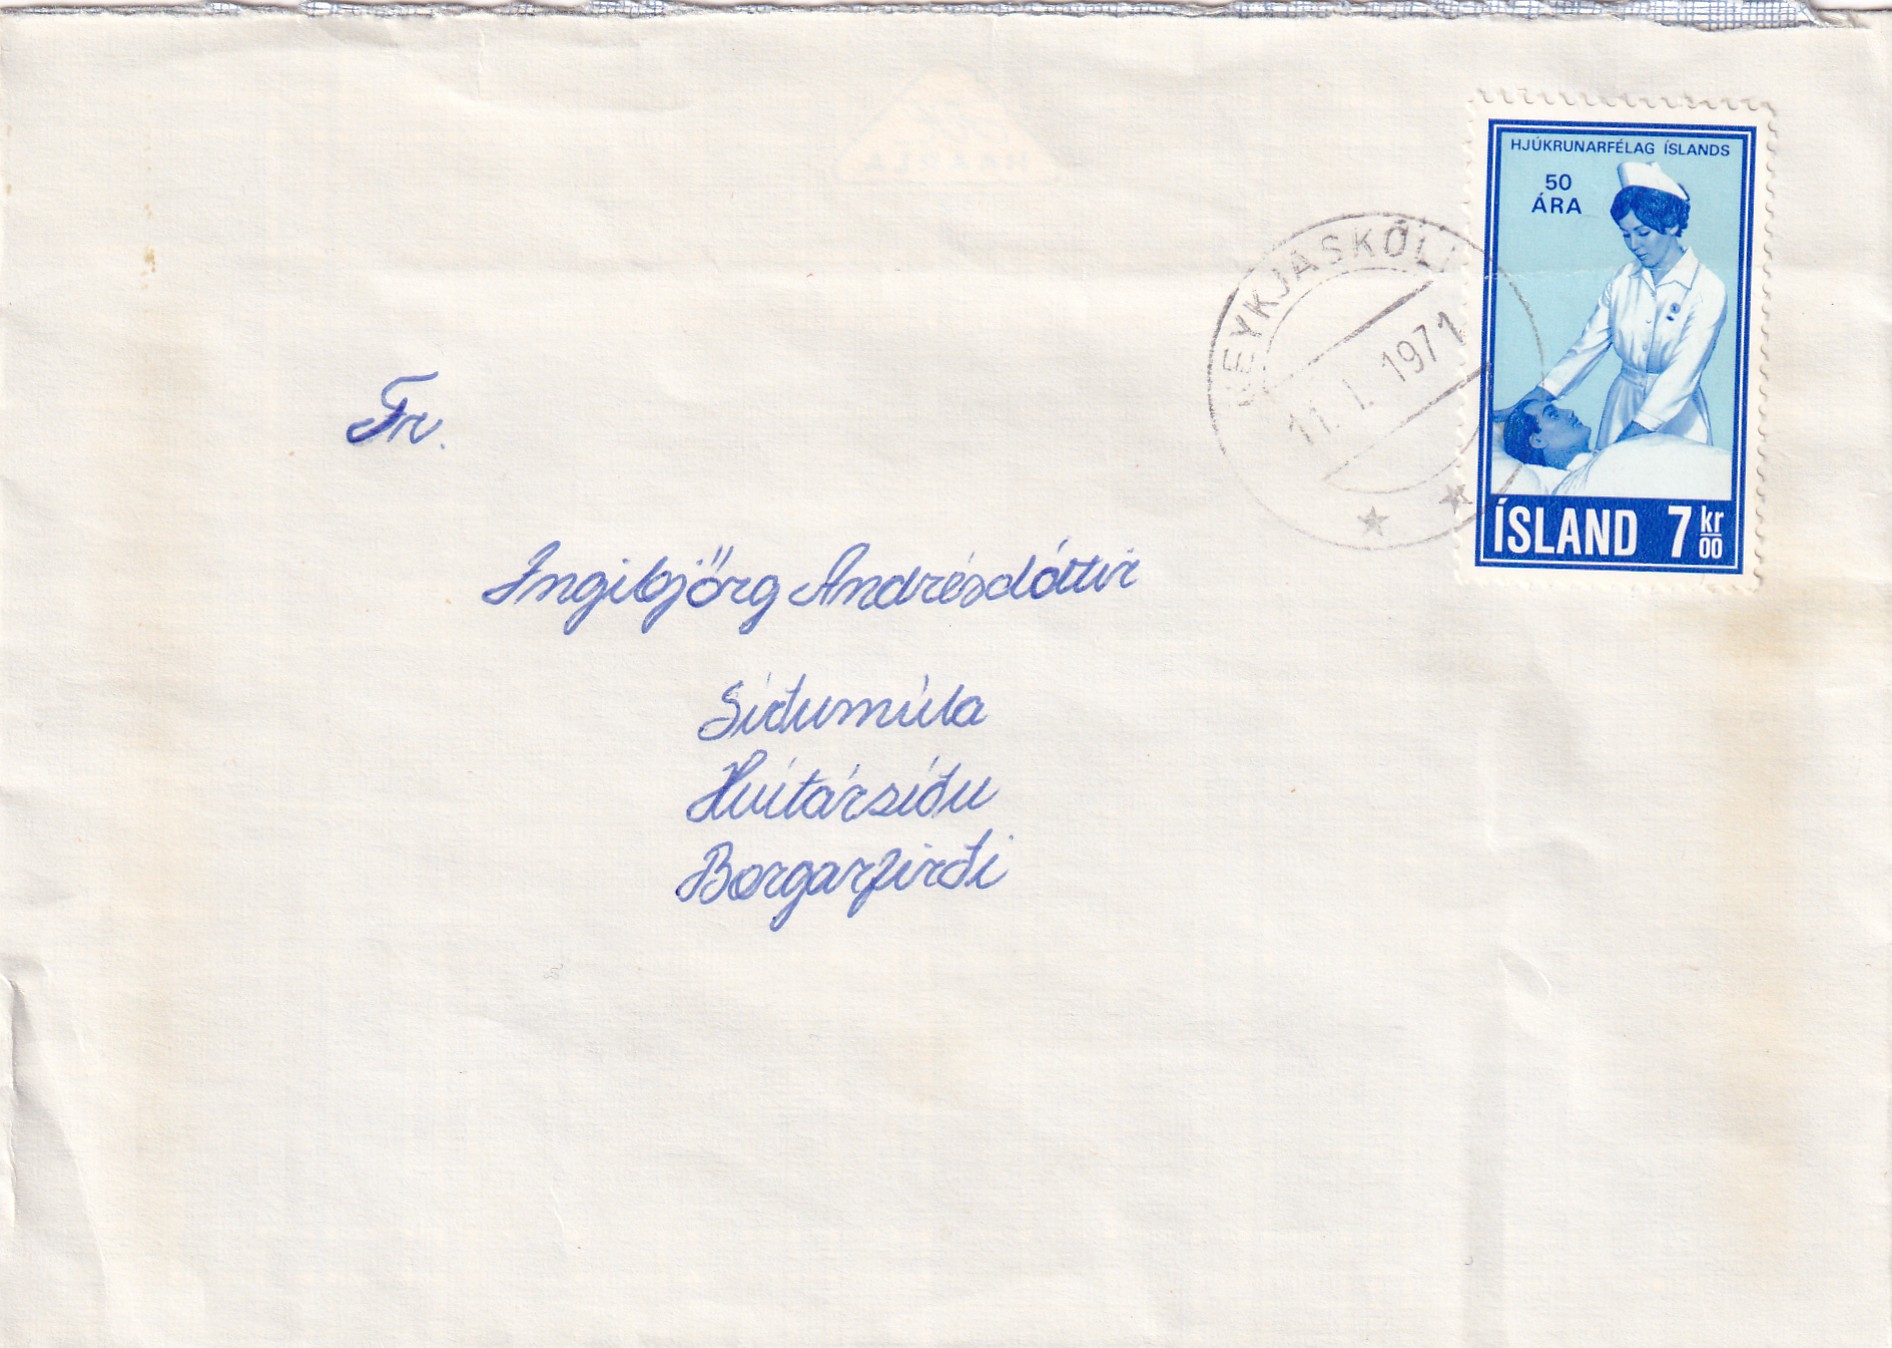 HJÚKRUNARFÉLAG ÍSLANDS
50
ÁRA
REYKJASKÓLI
11. I. 1971
ÍSLAND 7 kr 00
Fr.
Ingibjörg Andrésdóttir
Síðumúla
Hvítársíðu
Borgarfirði